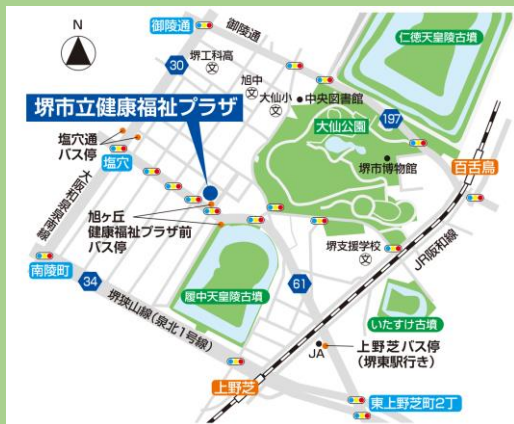 御陵通
御陵通
仁徳天皇陵古墳
N
堺工科高
30
旭中
大仙小
中央図書館
文
文
文
大仙公園
197
堺市立健康福祉プラザ
塩穴通
バス停
塩穴
堺市博物館
百舌鳥
大阪和泉泉南線
旭ヶ丘
健康福祉プラザ前
バス停
堺支援学校
文
JR阪和線
南陵町
34
堺狭山線(泉北1号線)
履中天皇陵古墳
61
いたすけ古墳
JA
上野芝バス停
(堺東駅行き)
上野芝
東上野芝町2丁